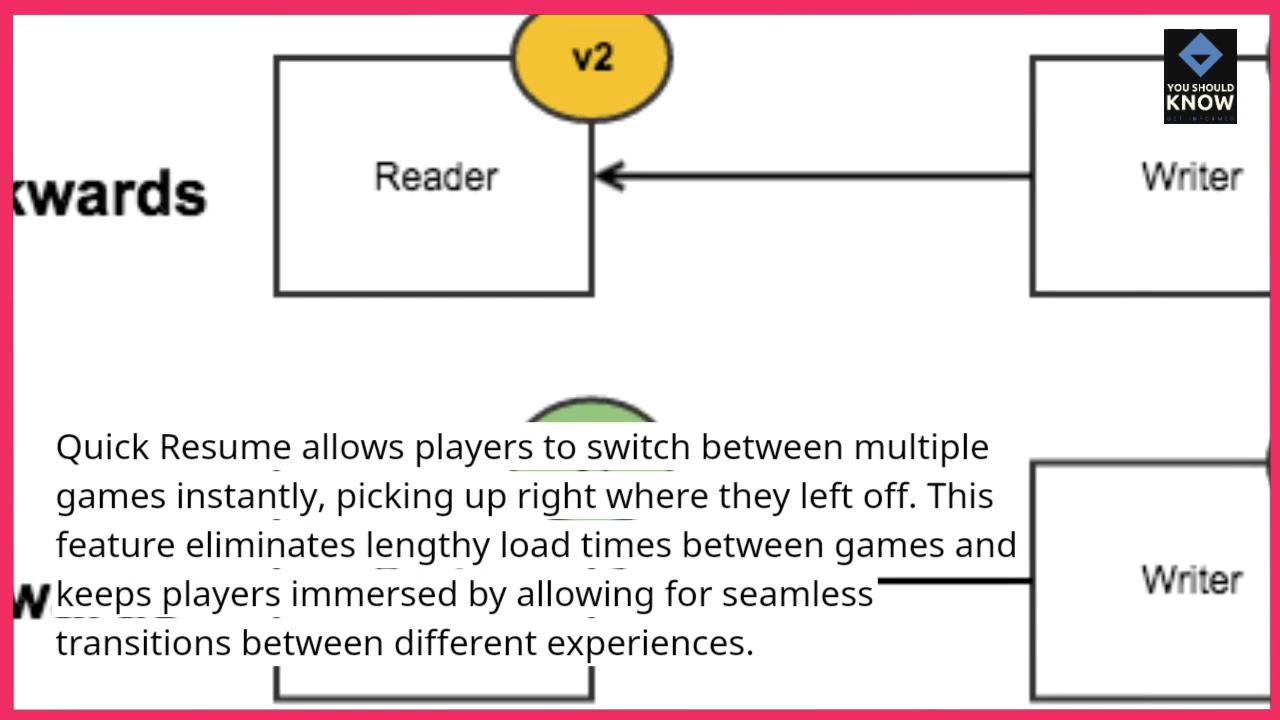 v2
YOU SHOULD
KNOW
GET INFORMED
kwards
Reader
Writer
Quick Resume allows players to switch between multiple
games instantly, picking up right where they left off. This
feature eliminates lengthy load times between games and
keeps players immersed by allowing for seamless
transitions between different experiences.
w
Writer